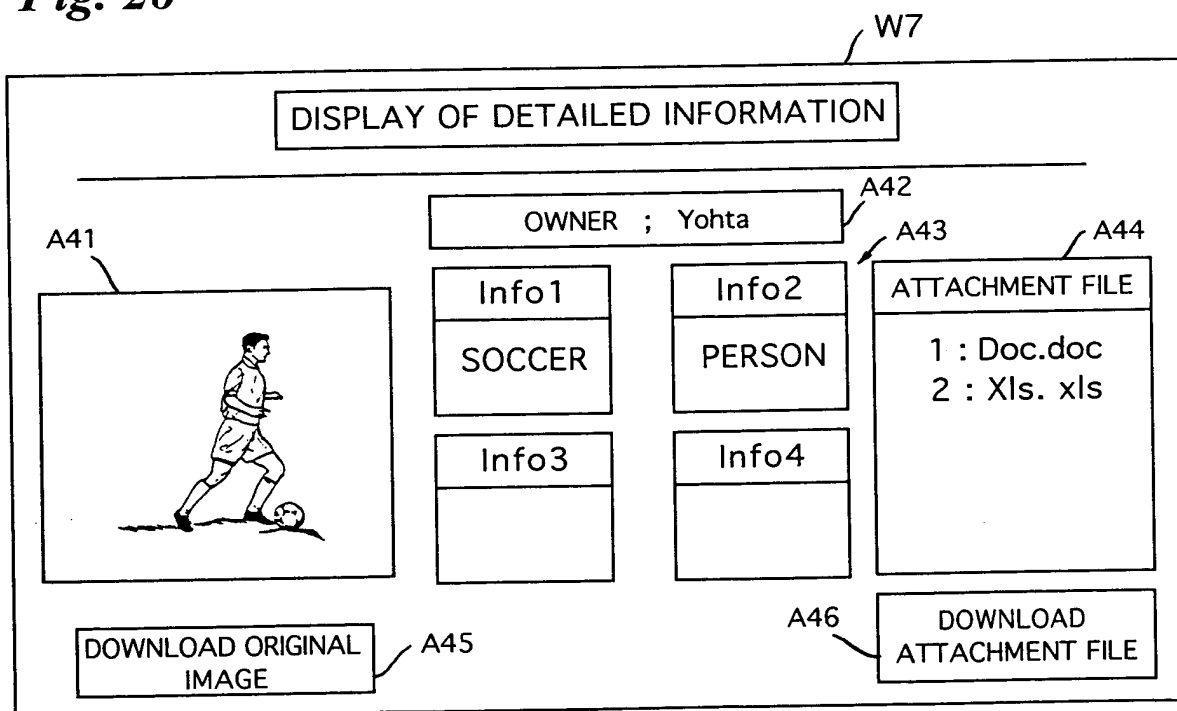 Fig. 26
W7
DISPLAY OF DETAILED INFORMATION
A42
OWNER ; Yohta
A41
A43
A44
Info1
Info2
ATTACHMENT FILE
SOCCER
PERSON
1 : Doc.doc
2 : Xls. xls
Info3
Info4
DOWNLOAD ORIGINAL
IMAGE
A45
A46
DOWNLOAD
ATTACHMENT FILE